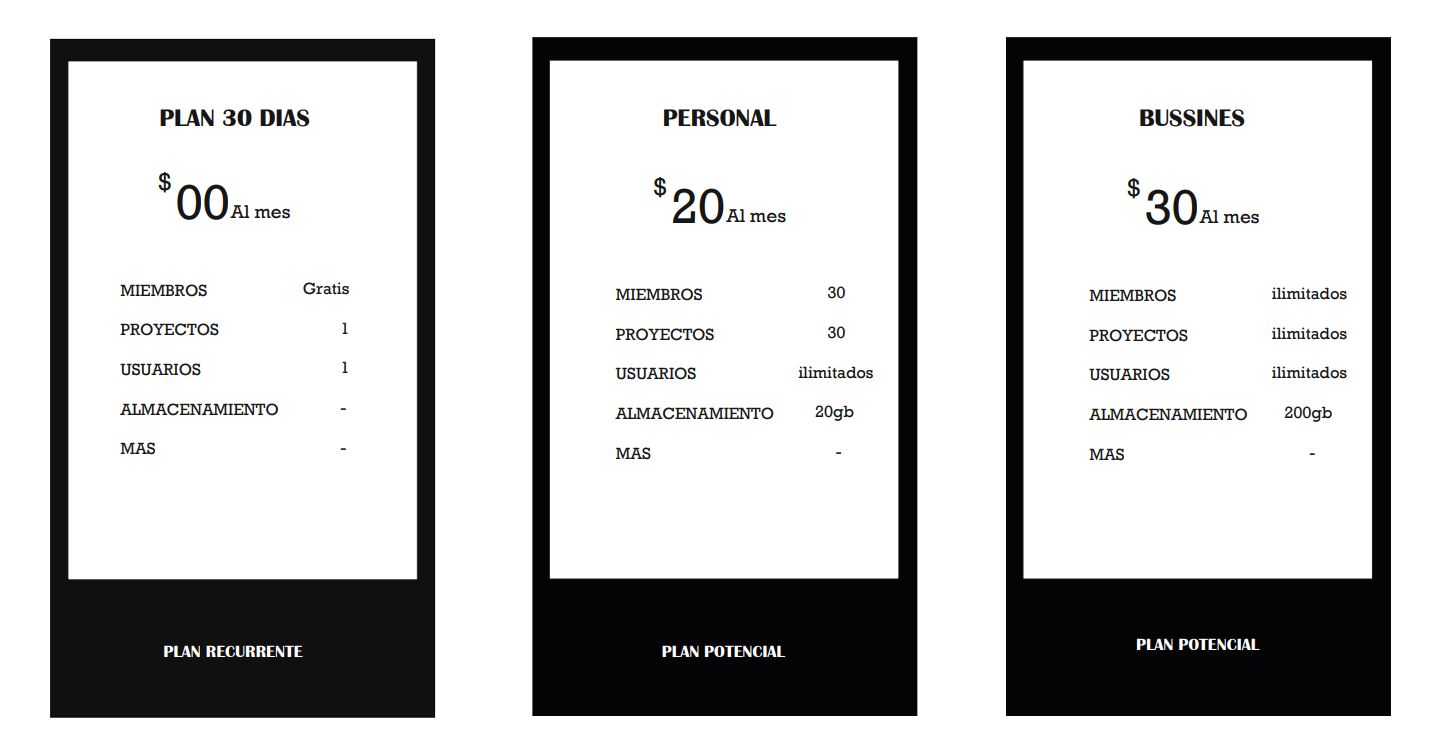 PLAN 30 DIAS
$ 00 Al mes
MIEMBROS Gratis
PROYECTOS 1
USUARIOS 1
ALMACENAMIENTO -
MAS -
PLAN RECURRENTE
PERSONAL
$ 20 Al mes
MIEMBROS 30
PROYECTOS 30
USUARIOS ilimitados
ALMACENAMIENTO 20gb
MAS -
PLAN POTENCIAL
BUSSINES
$ 30 Al mes
MIEMBROS ilimitados
PROYECTOS ilimitados
USUARIOS ilimitados
ALMACENAMIENTO 200gb
MAS -
PLAN POTENCIAL